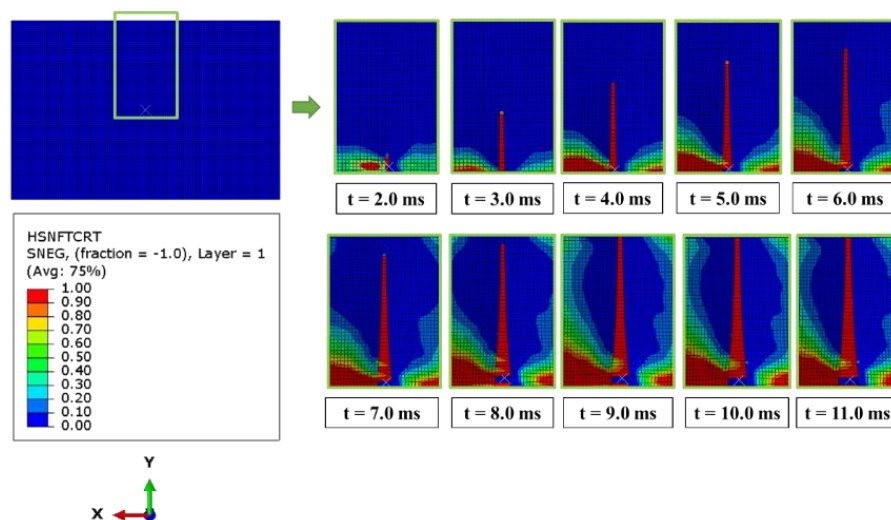 t = 2.0 ms
t = 3.0 ms
t = 4.0 ms
t = 5.0 ms
t = 6.0 ms
HSNFTCRT
SNEG, (fraction = -1.0), Layer = 1
(Avg: 75%)
1.00
0.90
0.80
0.70
0.60
0.50
0.40
0.30
0.20
0.10
0.00
t = 7.0 ms
t = 8.0 ms
t = 9.0 ms
t = 10.0 ms
t = 11.0 ms
Y
X